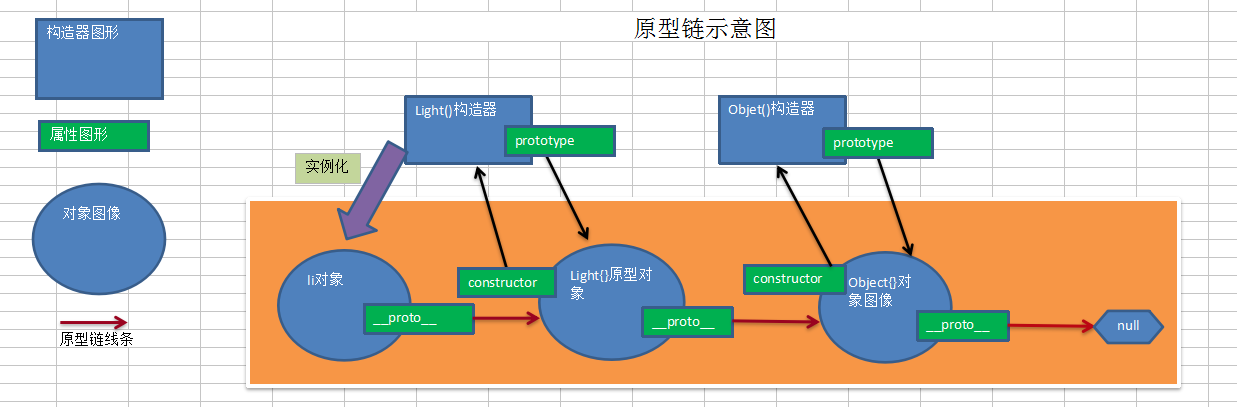 原型链示意图
构造器图形
属性图形
对象图像
原型链线条
Light()构造器
prototype
Objet()构造器
prototype
实例化
li对象
__proto__
constructor
Light{}原型对
象
__proto__
constructor
Object{}对
象图像
__proto__
null